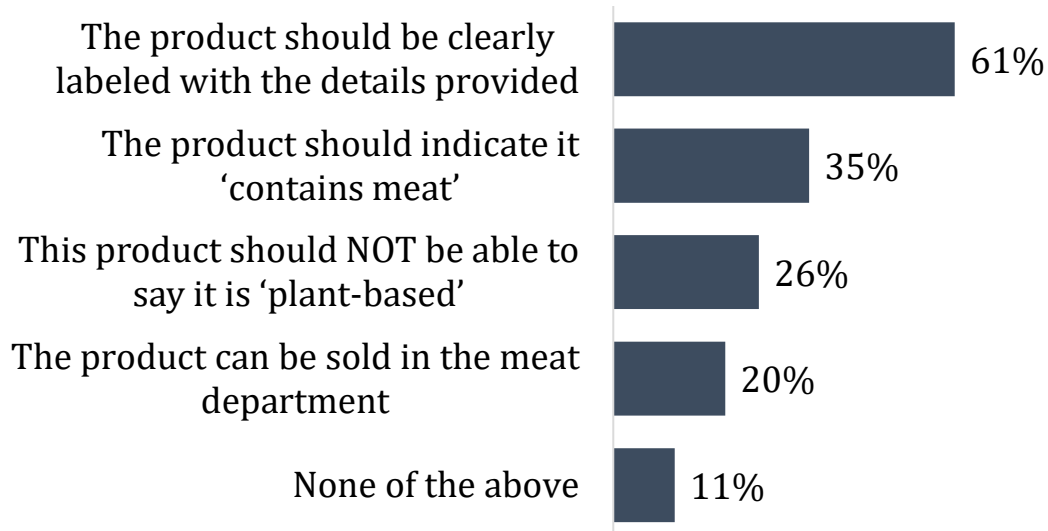 The product should be clearly
labeled with the details provided
61%
The product should indicate it
‘contains meat’
35%
This product should NOT be able to
say it is ‘plant-based’
26%
The product can be sold in the meat
department
20%
None of the above
11%